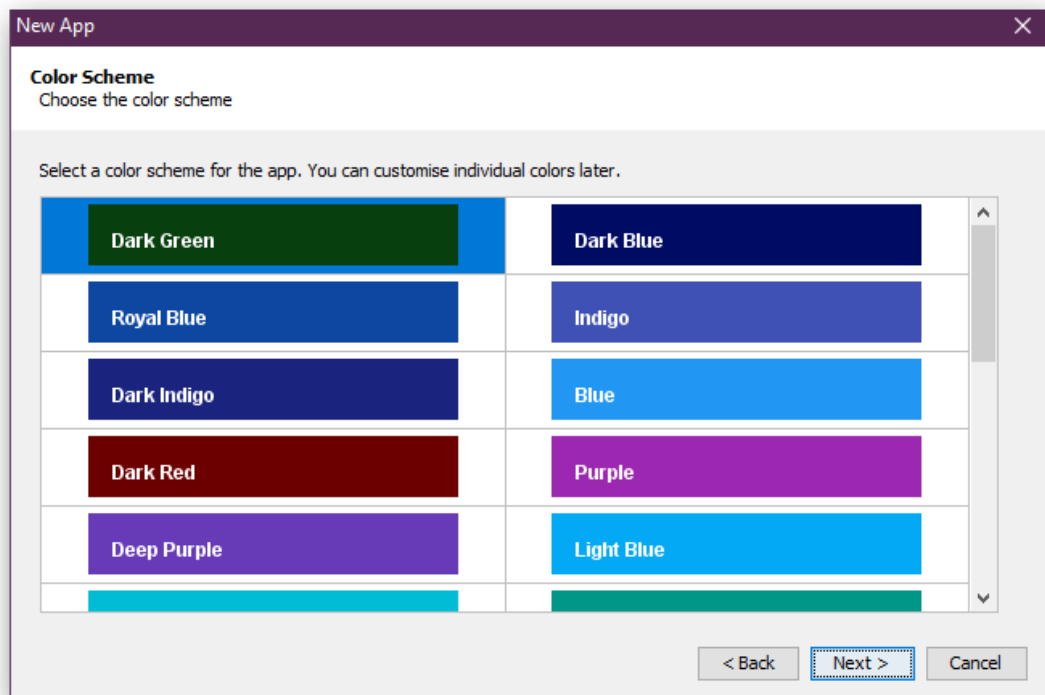 New App
Color Scheme
Choose the color scheme
Select a color scheme for the app. You can customise individual colors later.
Dark Green
Dark Blue
Royal Blue
Indigo
Dark Indigo
Blue
Dark Red
Purple
Deep Purple
Light Blue
< Back
Next >
Cancel